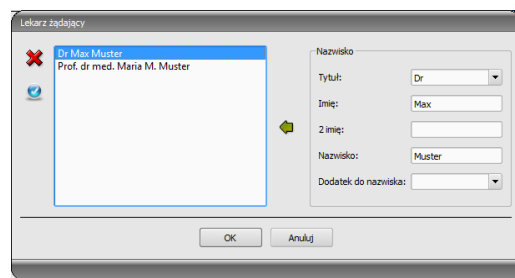 Lekarz żądający
Dr Max Muster
Prof. dr med. Maria M. Muster
Nazwisko
Tytuł: Dr
Imię: Max
2 imię:
Nazwisko: Muster
Dodatek do nazwiska:
OK Anuluj